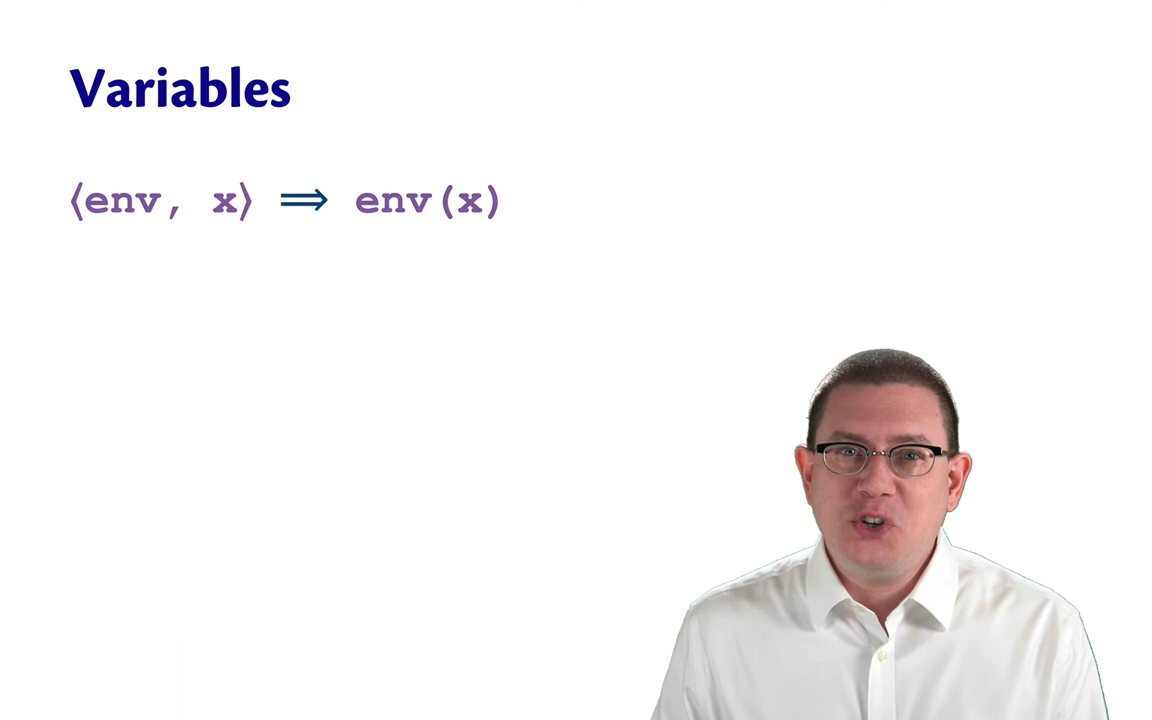 Variables
⟨env, x⟩ ⟹ env(x)